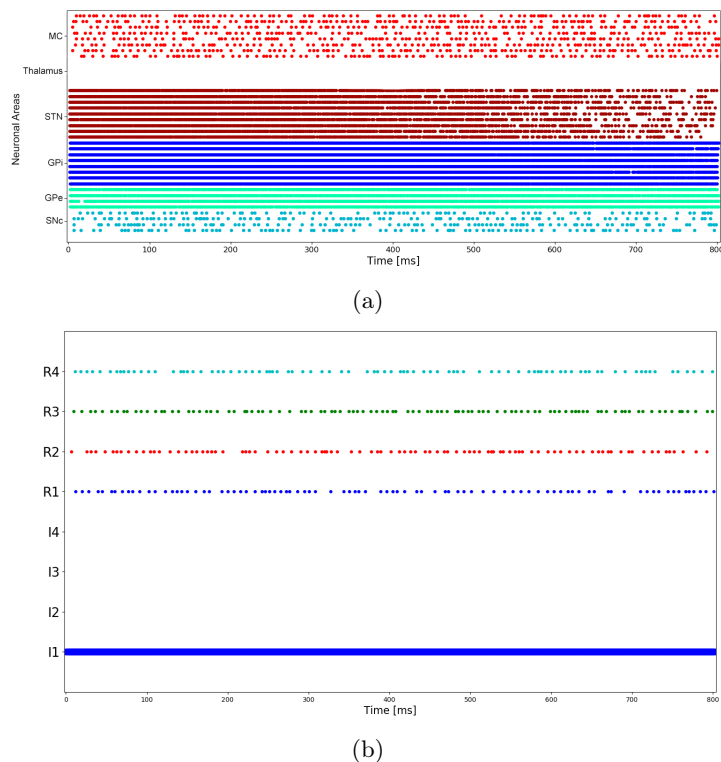 MC
Thalamus
STN
GPi
GPe
SNc
Neuronal Areas
0 100 200 300 400 500 600 700 800
Time [ms]
(a)
R4
R3
R2
R1
I4
I3
I2
I1
0 100 200 300 400 500 600 700 800
Time [ms]
(b)